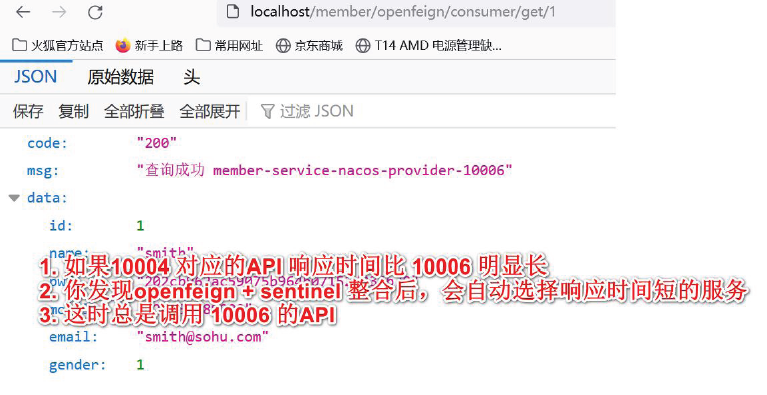 localhost/member/openfeign/consumer/get/1
火狐官方站点 新手上路 常用网址 京东商城 T14 AMD 电源管理缺...
JSON 原始数据 头
保存 复制 全部折叠 全部展开 过滤 JSON
code: "200"
msg: "查询成功 member-service-nacos-provider-10006"
data:
id: 1
name: "smith"
1. 如果10004 对应的API 响应时间比 10006 明显长
2. 你发现openfeign + sentinel 整合后，会自动选择响应时间短的服务
3. 这时总是调用 10006 的API
email: "smith@sohu.com"
gender: 1